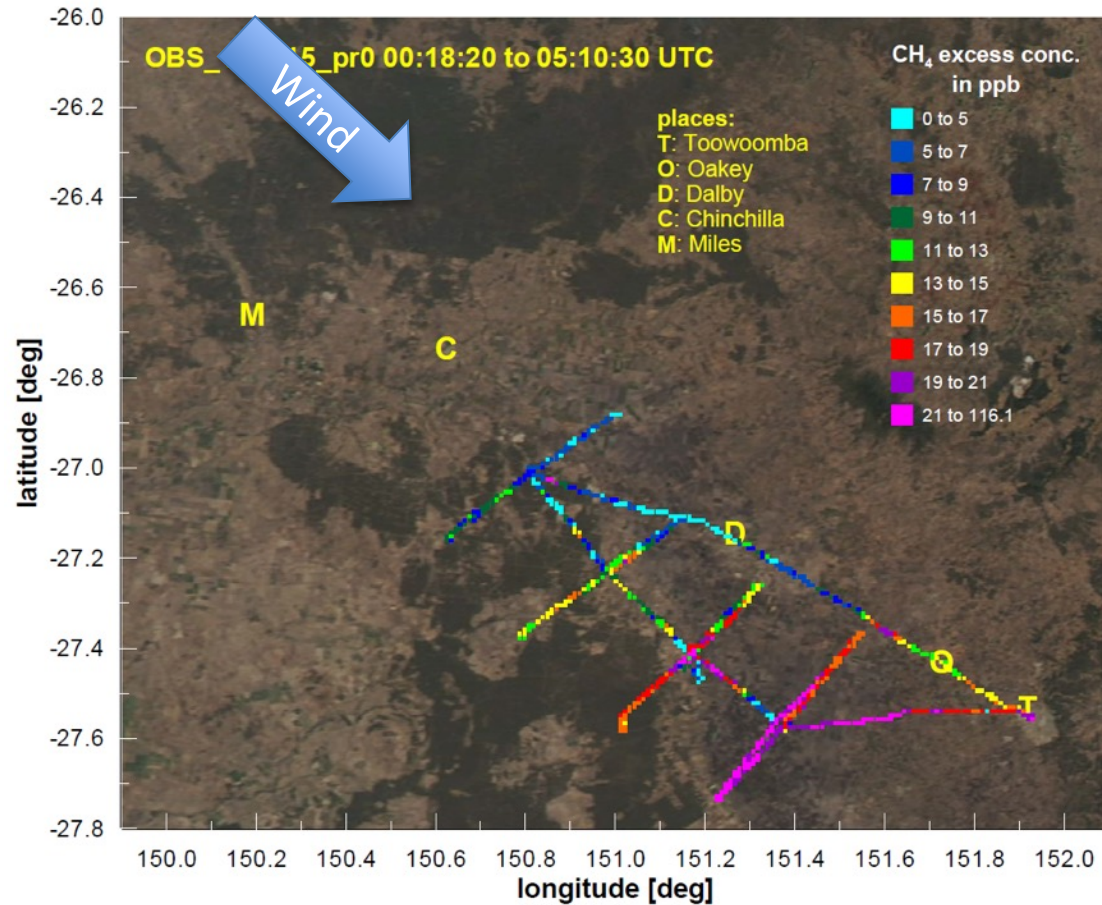 OBS_ 15_pr0 00:18:20 to 05:10:30 UTC
Wind
CH₄ excess conc.
in ppb
0 to 5
5 to 7
7 to 9
9 to 11
11 to 13
13 to 15
15 to 17
17 to 19
19 to 21
21 to 116.1
places:
T: Toowoomba
O: Oakey
D: Dalby
C: Chinchilla
M: Miles
M
C
D
O
T
latitude [deg]
-26.0
-26.2
-26.4
-26.6
-26.8
-27.0
-27.2
-27.4
-27.6
-27.8
150.0 150.2 150.4 150.6 150.8 151.0 151.2 151.4 151.6 151.8 152.0
longitude [deg]